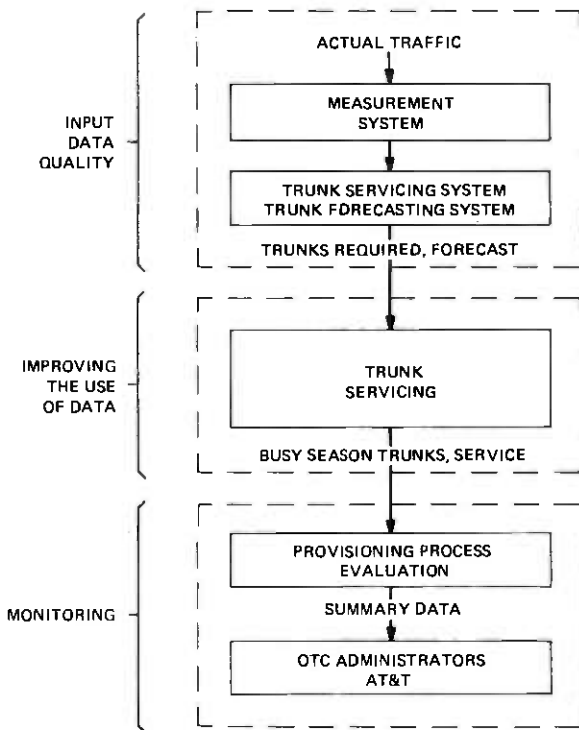 ACTUAL TRAFFIC
MEASUREMENT
SYSTEM
INPUT
DATA
QUALITY
TRUNK SERVICING SYSTEM
TRUNK FORECASTING SYSTEM
TRUNKS REQUIRED, FORECAST
IMPROVING
THE USE
OF DATA
TRUNK
SERVICING
BUSY SEASON TRUNKS, SERVICE
PROVISIONING PROCESS
EVALUATION
MONITORING
SUMMARY DATA
OTC ADMINISTRATORS
AT&T